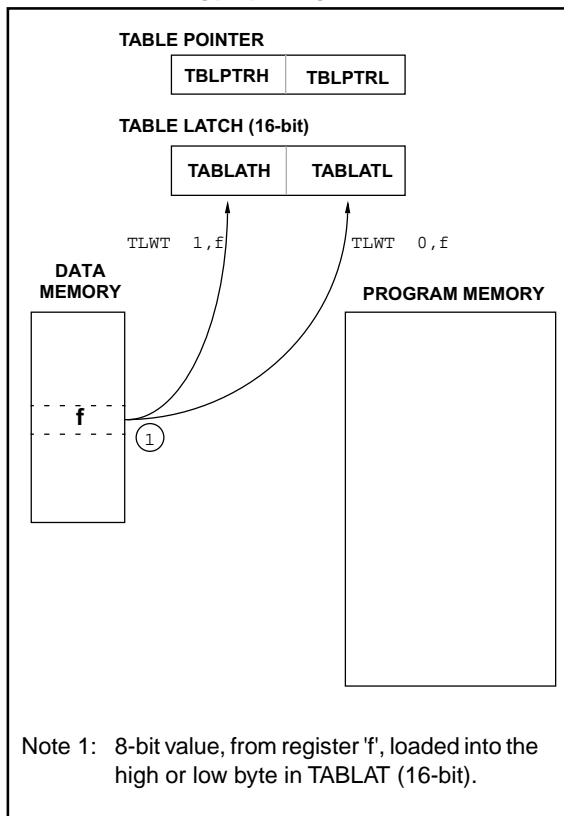 TABLE POINTER
TBLPTRH TBLPTRL
TABLE LATCH (16-bit)
TABLATH TABLATL
TLWT 1,f TLWT 0,f
DATA
MEMORY
PROGRAM MEMORY
f
1
Note 1: 8-bit value, from register 'f', loaded into the
high or low byte in TABLAT (16-bit).